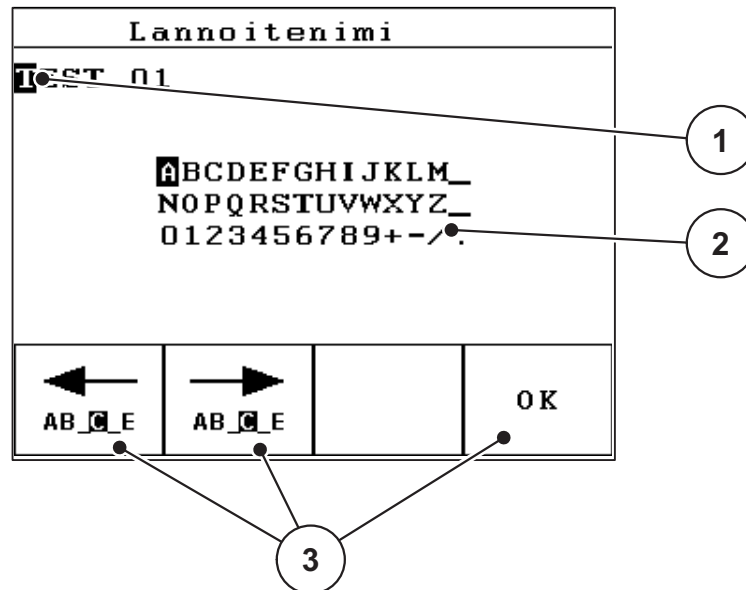 Lannoitenimi
TEST 01
1
ABCDEFGHIJKLM_
NOPQRSTUVWXYZ_
0123456789+-/.
2
AB_C_E
AB_C_E
OK
3